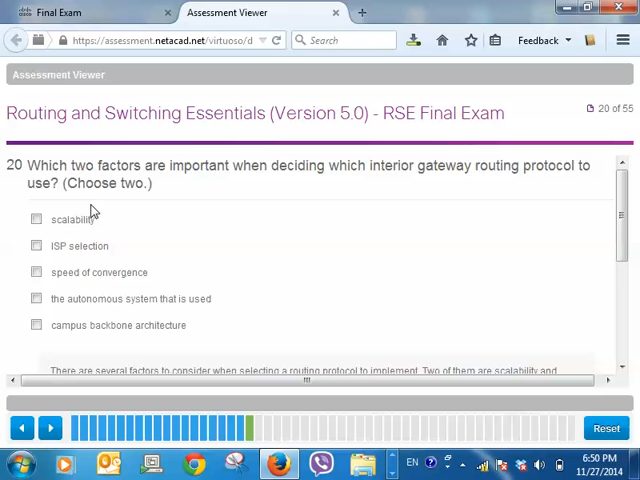 Final Exam
Assessment Viewer
https://assessment.netacad.net/virtuoso/d
Search
Feedback
Assessment Viewer
Routing and Switching Essentials (Version 5.0) - RSE Final Exam
20 of 55
20 Which two factors are important when deciding which interior gateway routing protocol to
use? (Choose two.)
scalability
ISP selection
speed of convergence
the autonomous system that is used
campus backbone architecture
There are several factors to consider when selecting a routing protocol to implement. Two of them are scalability and
Reset
EN
6:50 PM
11/27/2014